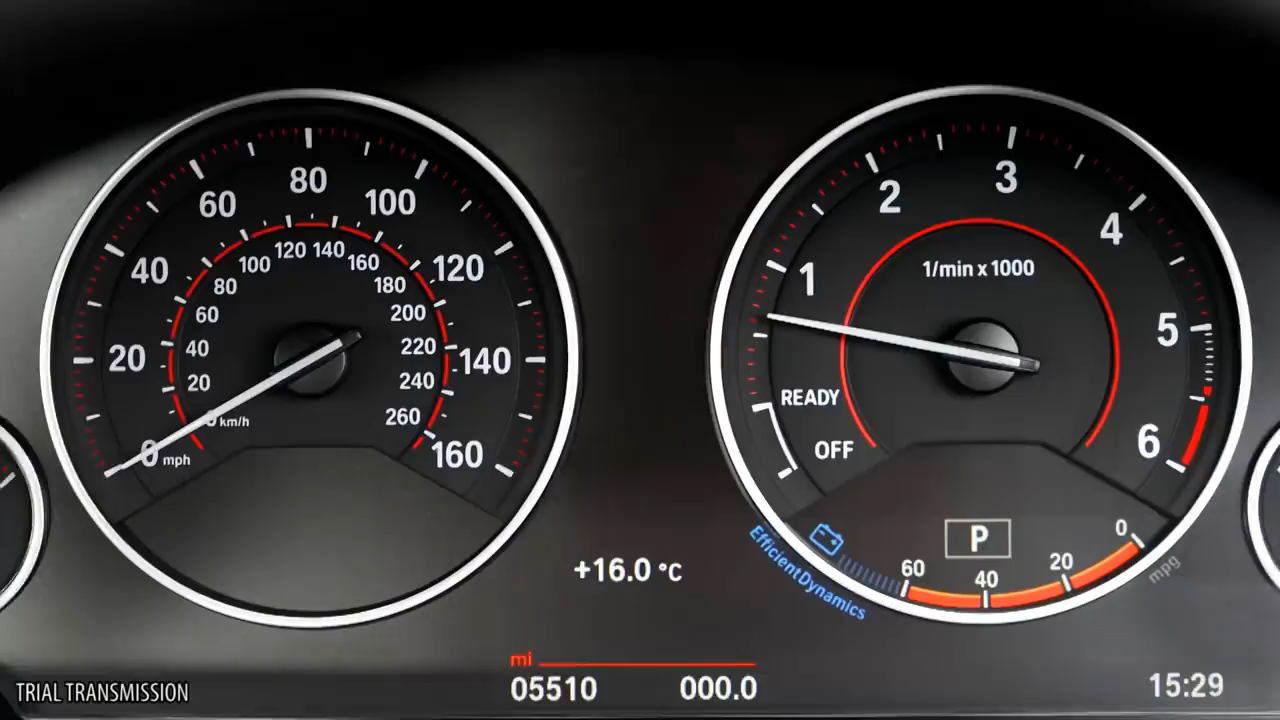 80
60
100
40
120
20
140
0 mph
160
120 140
100
160
80
180
60
200
40
220
20
240
km/h
260
3
2
4
1
5
6
1/min x 1000
READY
OFF
P
0
20
60
40
mpg
EfficientDynamics
+16.0 °C
mi
05510 000.0
15:29
TRIAL TRANSMISSION